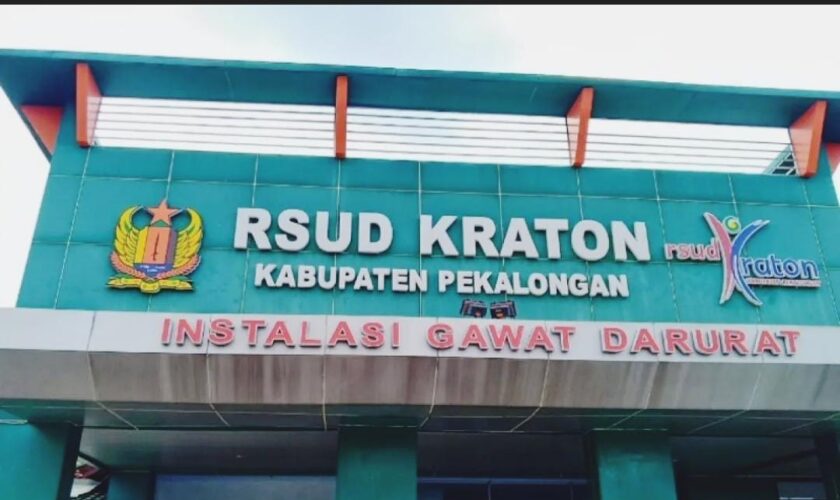 RSUD KRATON
KABUPATEN PEKALONGAN
rsud
Kraton
INSTALASI GAWAT DARURAT